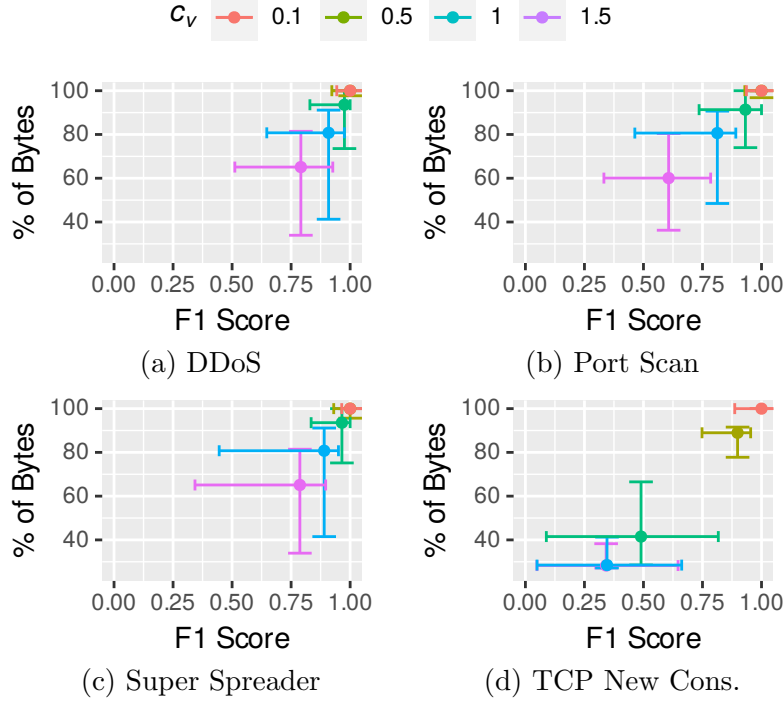 cv 0.1 0.5 1 1.5
% of Bytes
100
80
60
40
0.00 0.25 0.50 0.75 1.00
F1 Score
(a) DDoS
% of Bytes
100
80
60
40
0.00 0.25 0.50 0.75 1.00
F1 Score
(b) Port Scan
% of Bytes
100
80
60
40
0.00 0.25 0.50 0.75 1.00
F1 Score
(c) Super Spreader
% of Bytes
100
80
60
40
0.00 0.25 0.50 0.75 1.00
F1 Score
(d) TCP New Cons.